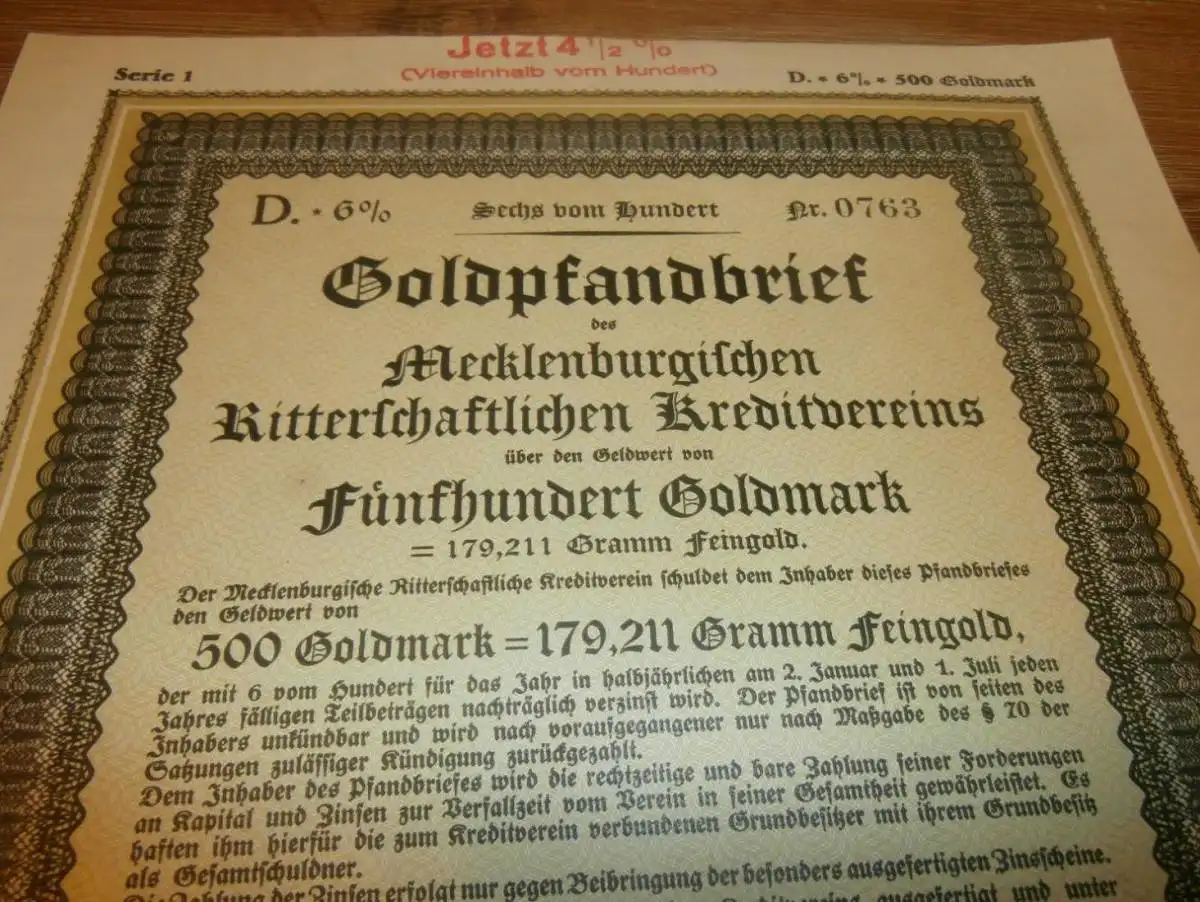 Jetzt 4 1/2 %
(Viereinhalb vom Hundert)
Serie 1
D. * 6% * 500 Goldmark
D. * 6% Sechs vom Hundert Nr. 0763
Goldpfandbrief
des
Mecklenburgiſchen
Ritterſchaftlichen Kreditvereins
über den Geldwert von
Fünfhundert Goldmark
= 179,211 Gramm Feingold.
Der Mecklenburgiſche Ritterſchaftliche Kreditverein ſchuldet dem Inhaber dieſes Pfandbriefes
den Geldwert von
500 Goldmark = 179,211 Gramm Feingold,
der mit 6 vom Hundert für das Jahr in halbjährlichen am 2. Januar und 1. Juli jeden
Jahres fälligen Teilbeträgen nachträglich verzinſt wird. Der Pfandbrief iſt von ſeiten des
Inhabers unkündbar und wird nach voraufgegangener nur nach Maßgabe des § 70 der
Satzungen zuläſſiger Kündigung zurückgezahlt.
Dem Inhaber des Pfandbriefes wird die rechtzeitige und bare Zahlung ſeiner Forderungen
an Kapital und Zinſen zur Verfallzeit vom Verein in ſeiner Geſamtheit gewährleiſtet. Es
haften ihm hierfür die zum Kreditverein verbundenen Grundbeſitzer mit ihrem Grundbeſitz
als Geſamtſchuldner.
Die Zahlung der Zinſen erfolgt nur gegen Beibringung der beſonders ausgefertigten Zinsſcheine.
ausgefertigt und unter